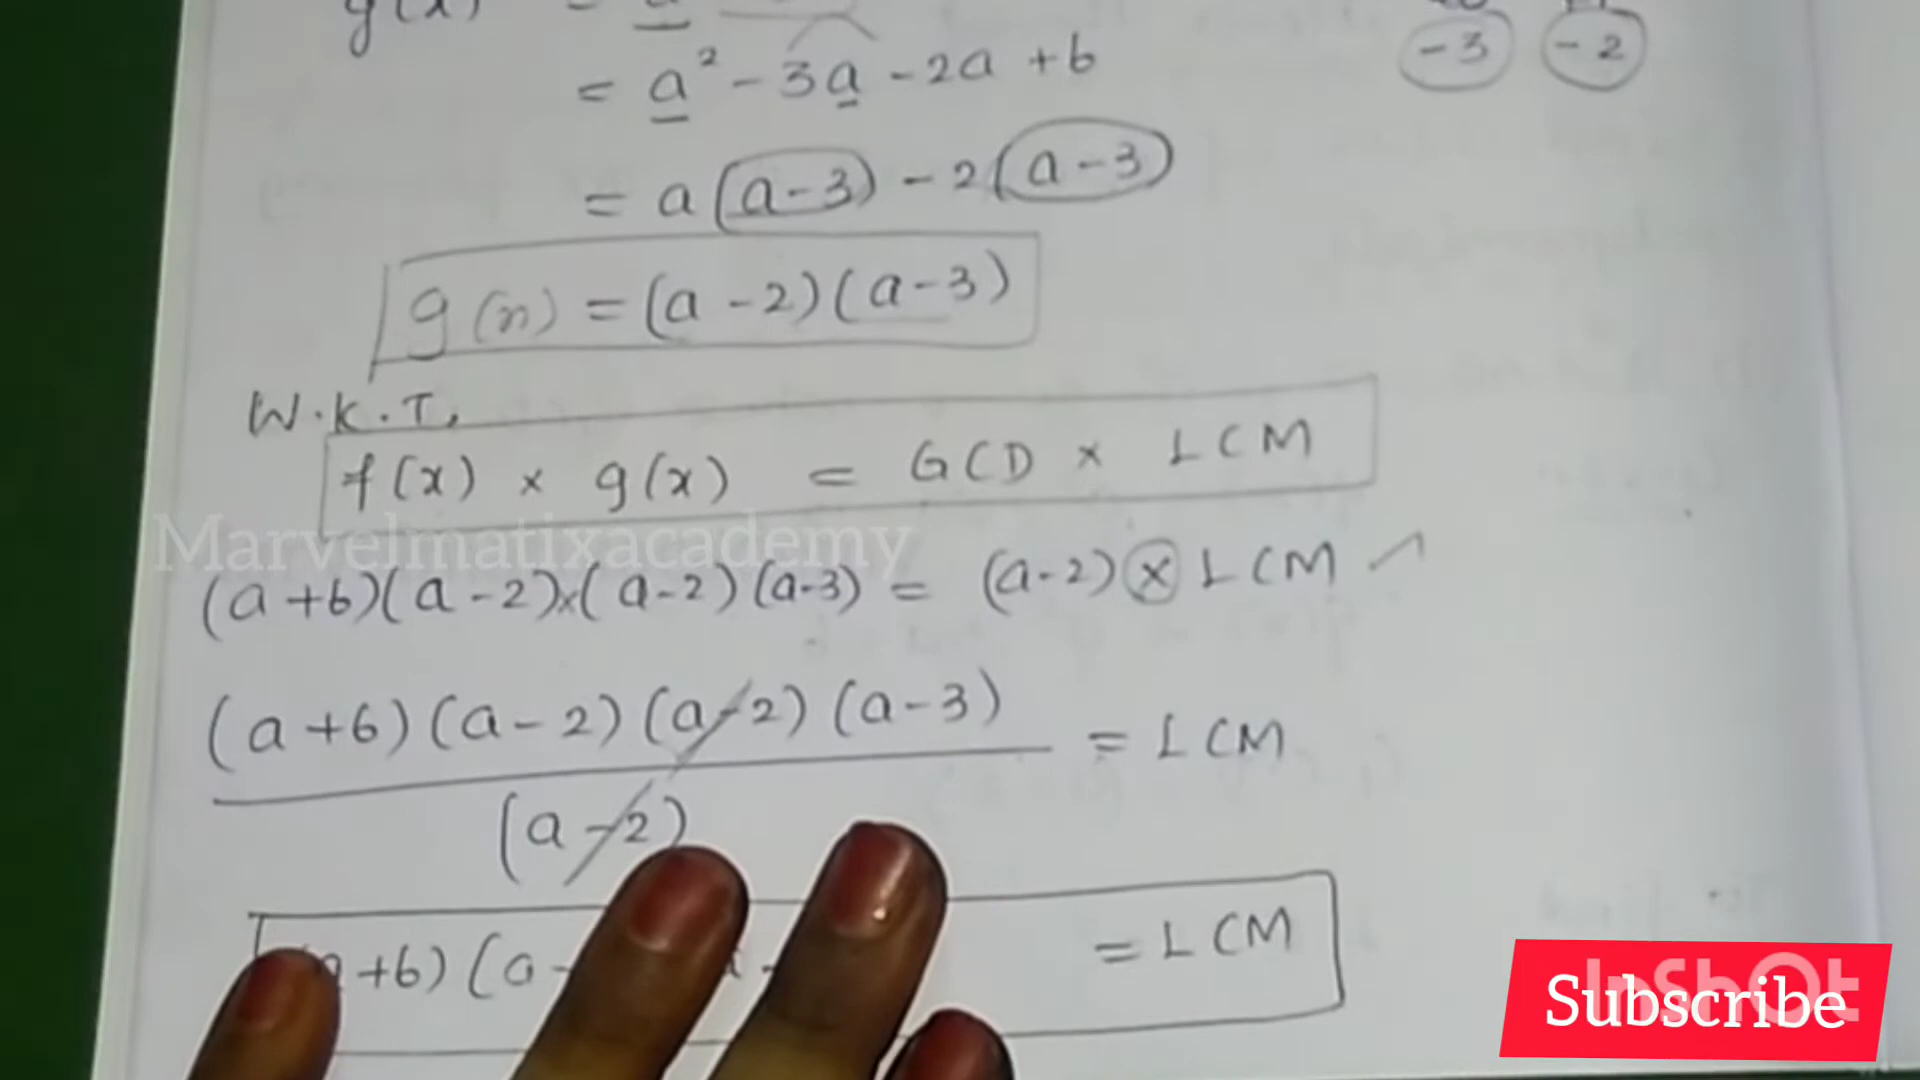 g(x) = a
-3 -2
= a² - 3a - 2a + 6
= a(a-3) - 2(a-3)
g(n) = (a-2)(a-3)
W.K.T,
f(x) × g(x) = GCD × LCM
Marvelmatixacademy
(a+6)(a-2)×(a-2)(a-3) = (a-2)×LCM
(a+6)(a-2)(a-2)(a-3) = LCM
(a-2)
+6)(a- = LCM
InShOt
Subscribe